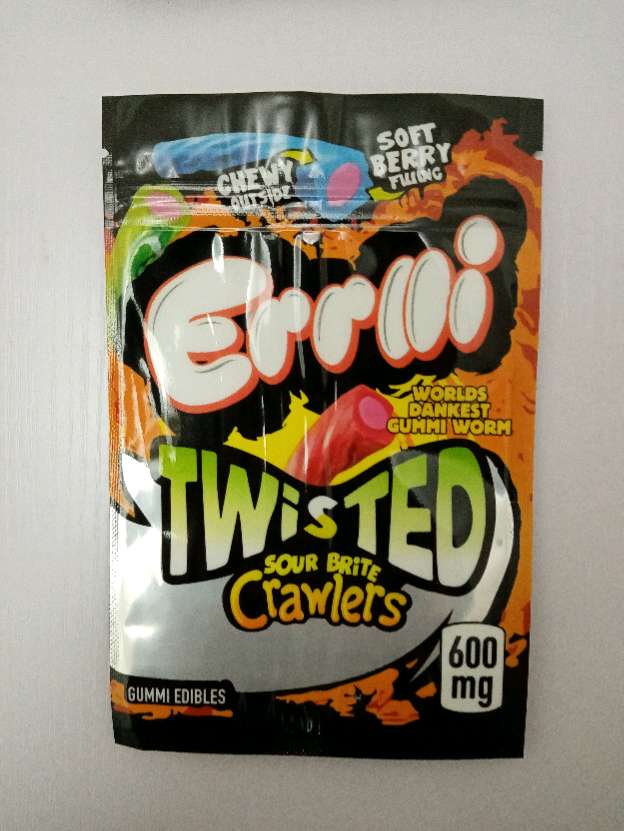 CHEWY
OUTSIDE
SOFT
BERRY
FILLING
Errlli
WORLDS
DANKEST
GUMMI WORM
TWiSTED
SOUR BRiTE
Crawlers
600
mg
GUMMI EDIBLES